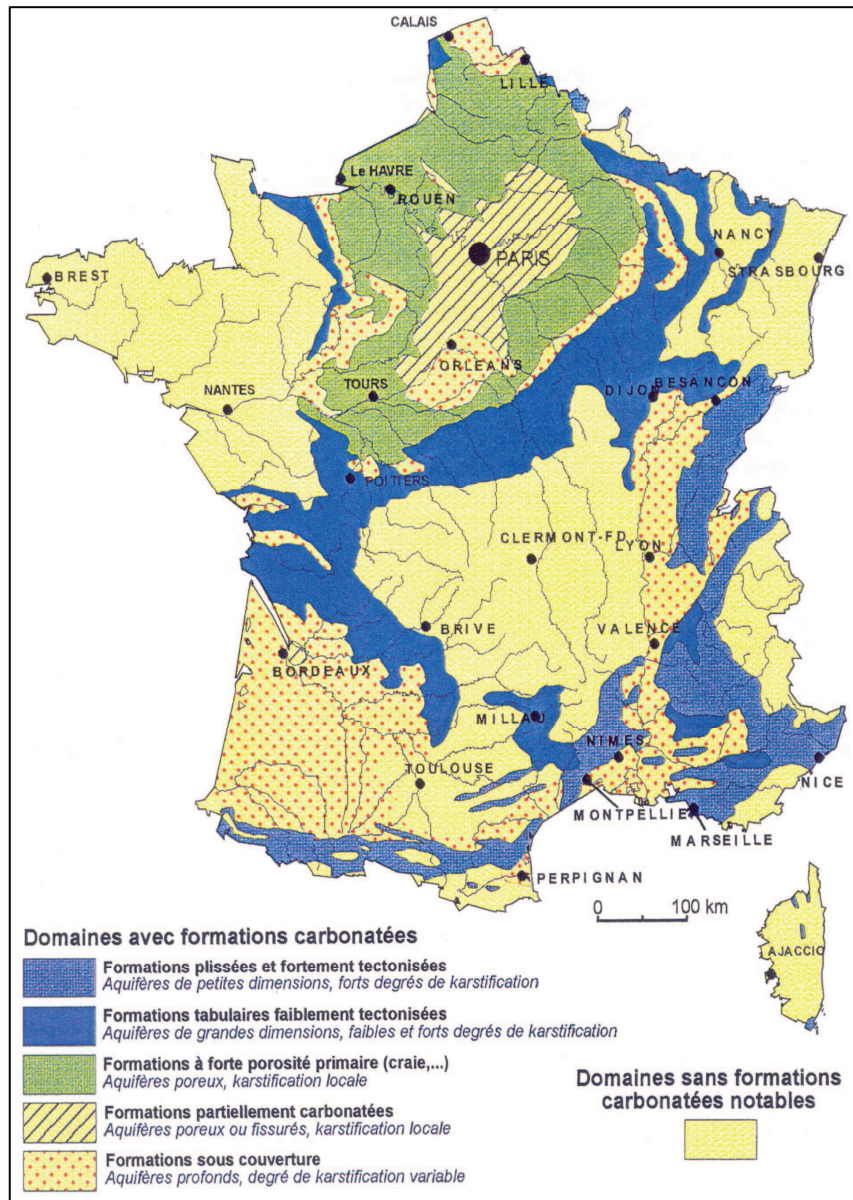 CALAIS
LILLE
Le HAVRE
ROUEN
PARIS
NANCY
STRASBOURG
BREST
ORLEANS
NANTES
TOURS
DIJON
BESANCON
POITIERS
CLERMONT-FD
LYON
BRIVE
VALENCE
BORDEAUX
MILLAU
NIMES
TOULOUSE
NICE
MONTPELLIER
MARSEILLE
PERPIGNAN
0 100 km
AJACCIO
Domaines avec formations carbonatées
Formations plissées et fortement tectonisées
Aquifères de petites dimensions, forts degrés de karstification
Formations tabulaires faiblement tectonisées
Aquifères de grandes dimensions, faibles et forts degrés de karstification
Formations à forte porosité primaire (craie,...)
Aquifères poreux, karstification locale
Formations partiellement carbonatées
Aquifères poreux ou fissurés, karstification locale
Formations sous couverture
Aquifères profonds, degré de karstification variable
Domaines sans formations
carbonatées notables